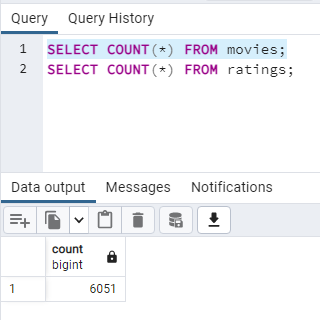 Query Query History
1 SELECT COUNT(*) FROM movies;
2 SELECT COUNT(*) FROM ratings;
Data output Messages Notifications
count
bigint
1 6051